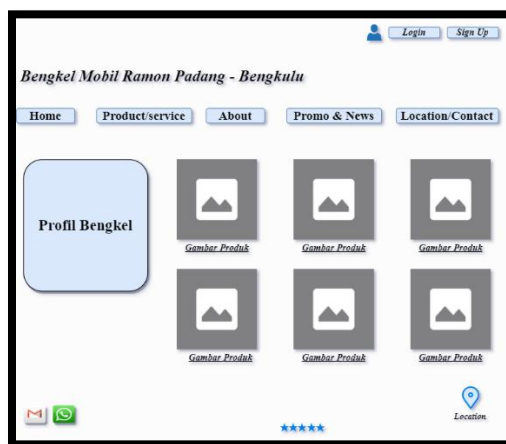 Login Sign Up
Bengkel Mobil Ramon Padang - Bengkulu
Home Product/service About Promo & News Location/Contact
Profil Bengkel
Gambar Produk Gambar Produk Gambar Produk
Gambar Produk Gambar Produk Gambar Produk
Location